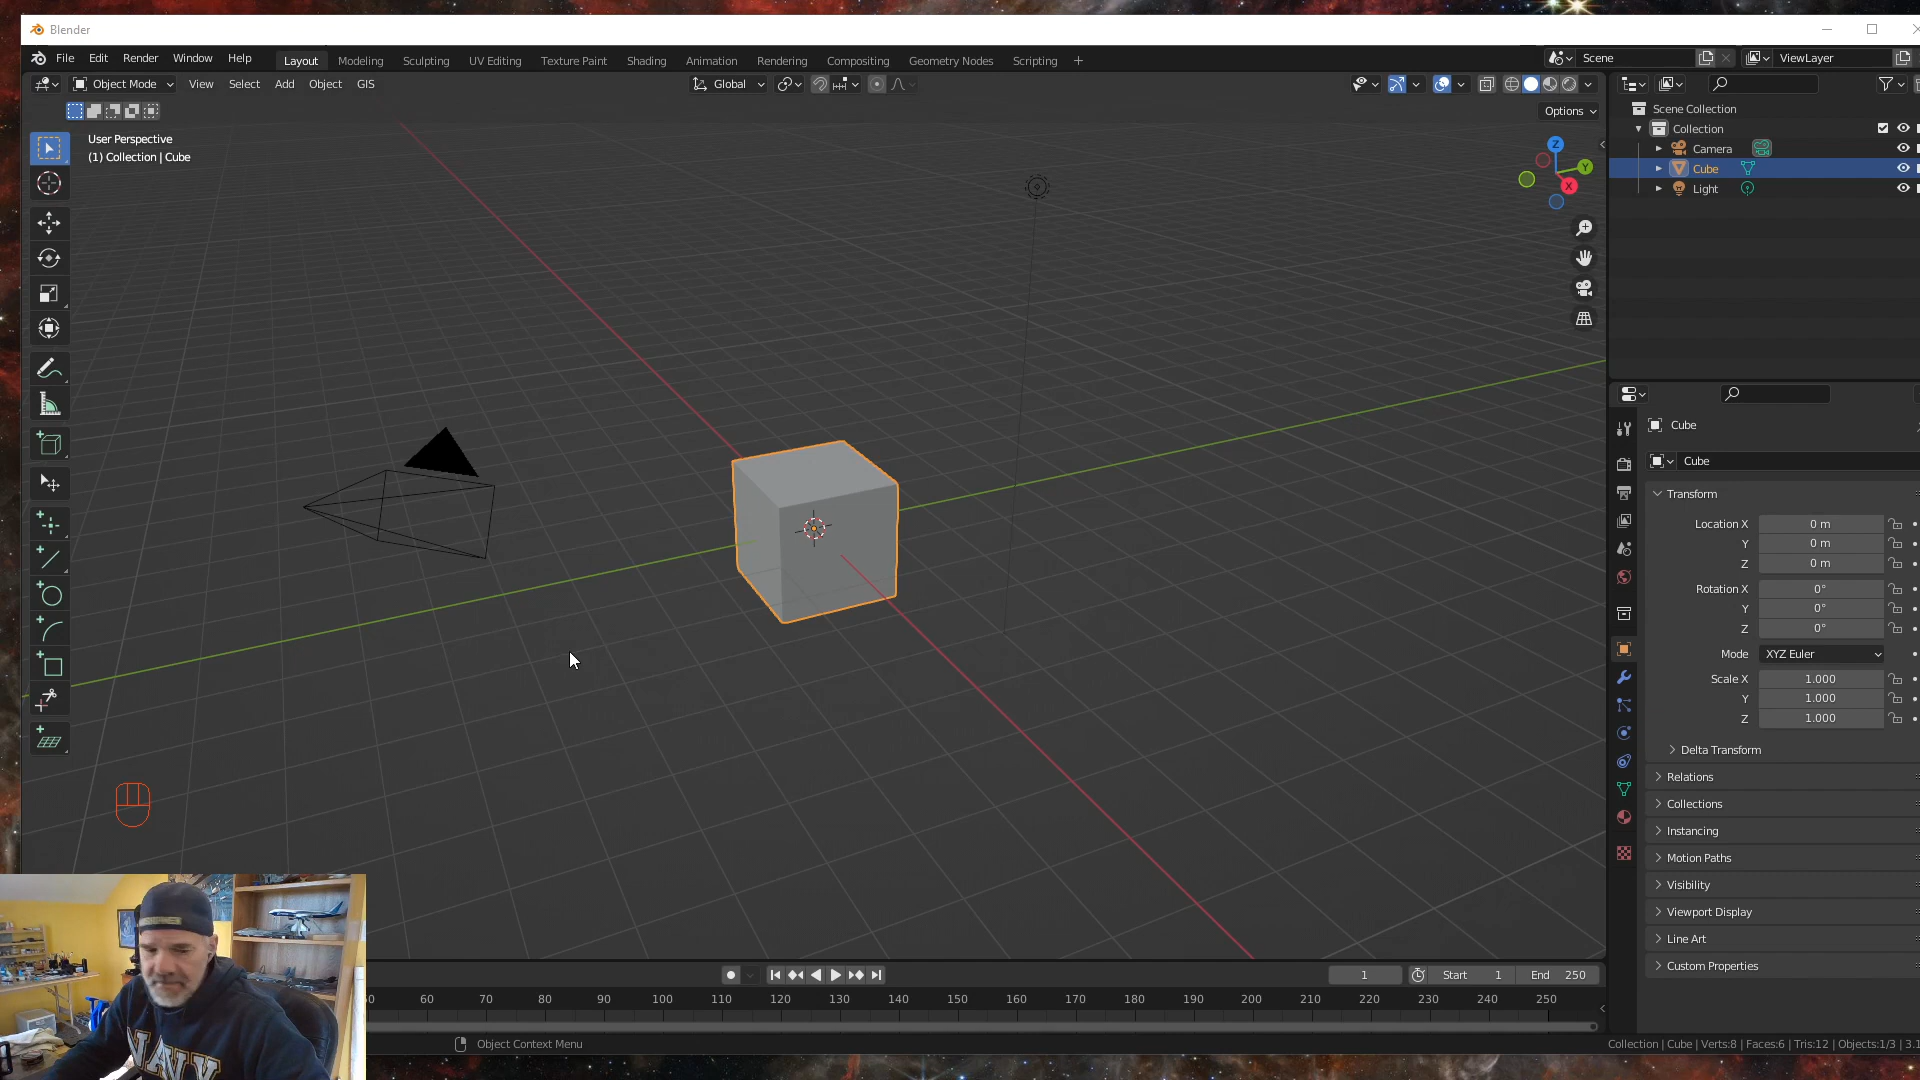 Blender
File Edit Render Window Help Layout Modeling Sculpting UV Editing Texture Paint Shading Animation Rendering Compositing Geometry Nodes Scripting + Scene ViewLayer
Object Mode View Select Add Object GIS Global
Options
User Perspective
(1) Collection | Cube
Z
Y
X
Scene Collection
Collection
Camera
Cube
Light
Cube
Cube
Transform
Location X 0 m
Y 0 m
Z 0 m
Rotation X 0°
Y 0°
Z 0°
Mode XYZ Euler
Scale X 1.000
Y 1.000
Z 1.000
Delta Transform
Relations
Collections
Instancing
Motion Paths
Visibility
Viewport Display
Line Art
Custom Properties
1 Start 1 End 250
60 70 80 90 100 110 120 130 140 150 160 170 180 190 200 210 220 230 240 250
Object Context Menu
Collection | Cube | Verts:8 | Faces:6 | Tris:12 | Objects:1/3 | 3.1
NAVY